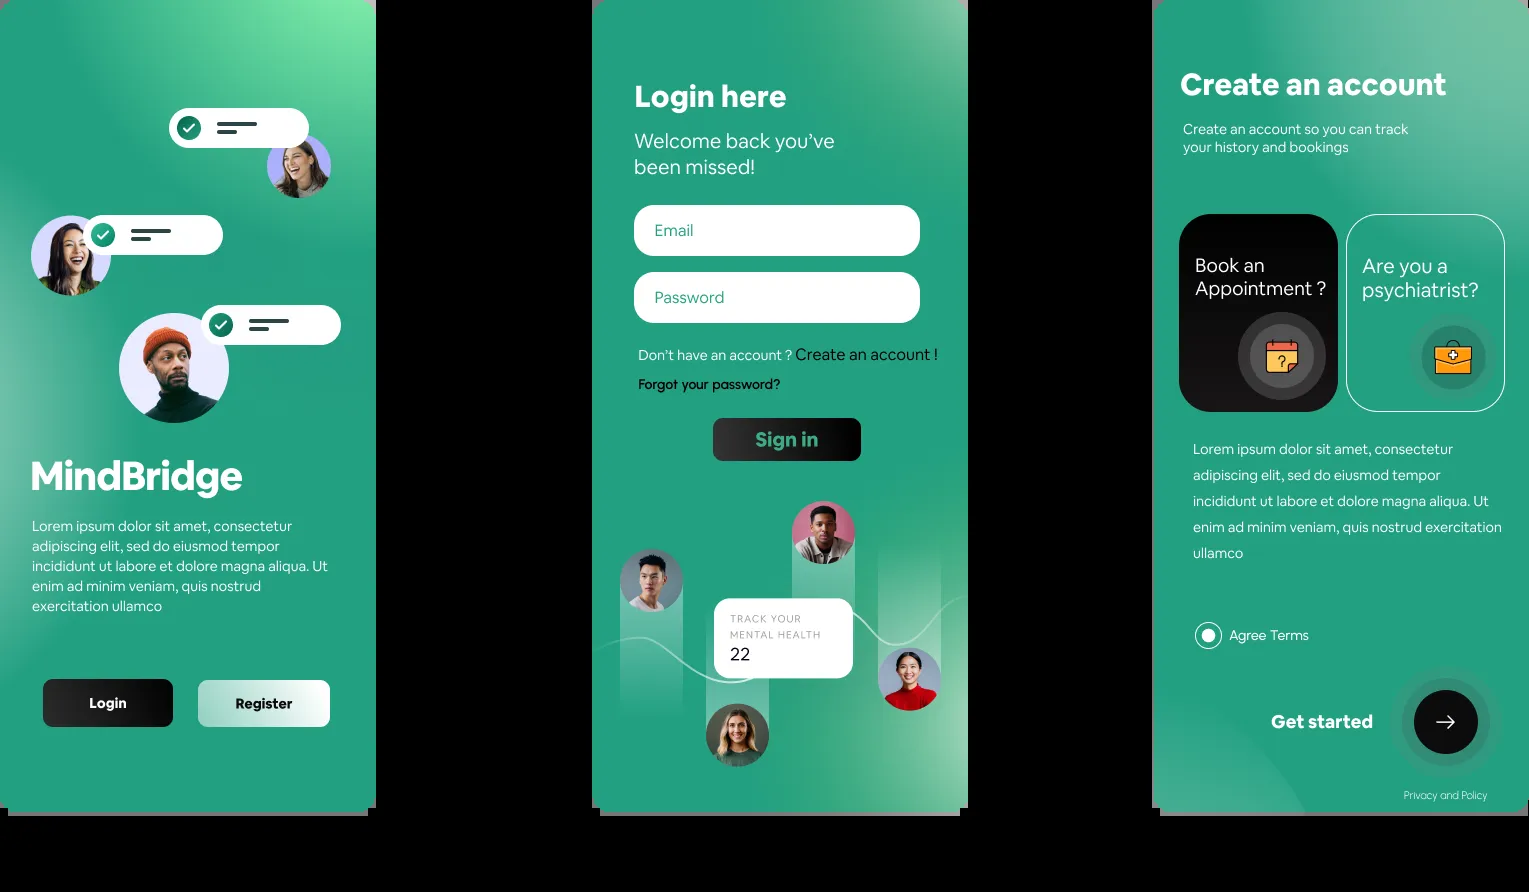 MindBridge
Lorem ipsum dolor sit amet, consectetur
adipiscing elit, sed do eiusmod tempor
incididunt ut labore et dolore magna aliqua. Ut
enim ad minim veniam, quis nostrud
exercitation ullamco
Login
Register
Login here
Welcome back you've
been missed!
Email
Password
Don't have an account ? Create an account !
Forgot your password?
Sign in
TRACK YOUR
MENTAL HEALTH
22
Create an account
Create an account so you can track
your history and bookings
Book an
Appointment ?
?
Are you a
psychiatrist?
Lorem ipsum dolor sit amet, consectetur
adipiscing elit, sed do eiusmod tempor
incididunt ut labore et dolore magna aliqua. Ut
enim ad minim veniam, quis nostrud exercitation
ullamco
Agree Terms
Get started
Privacy and Policy